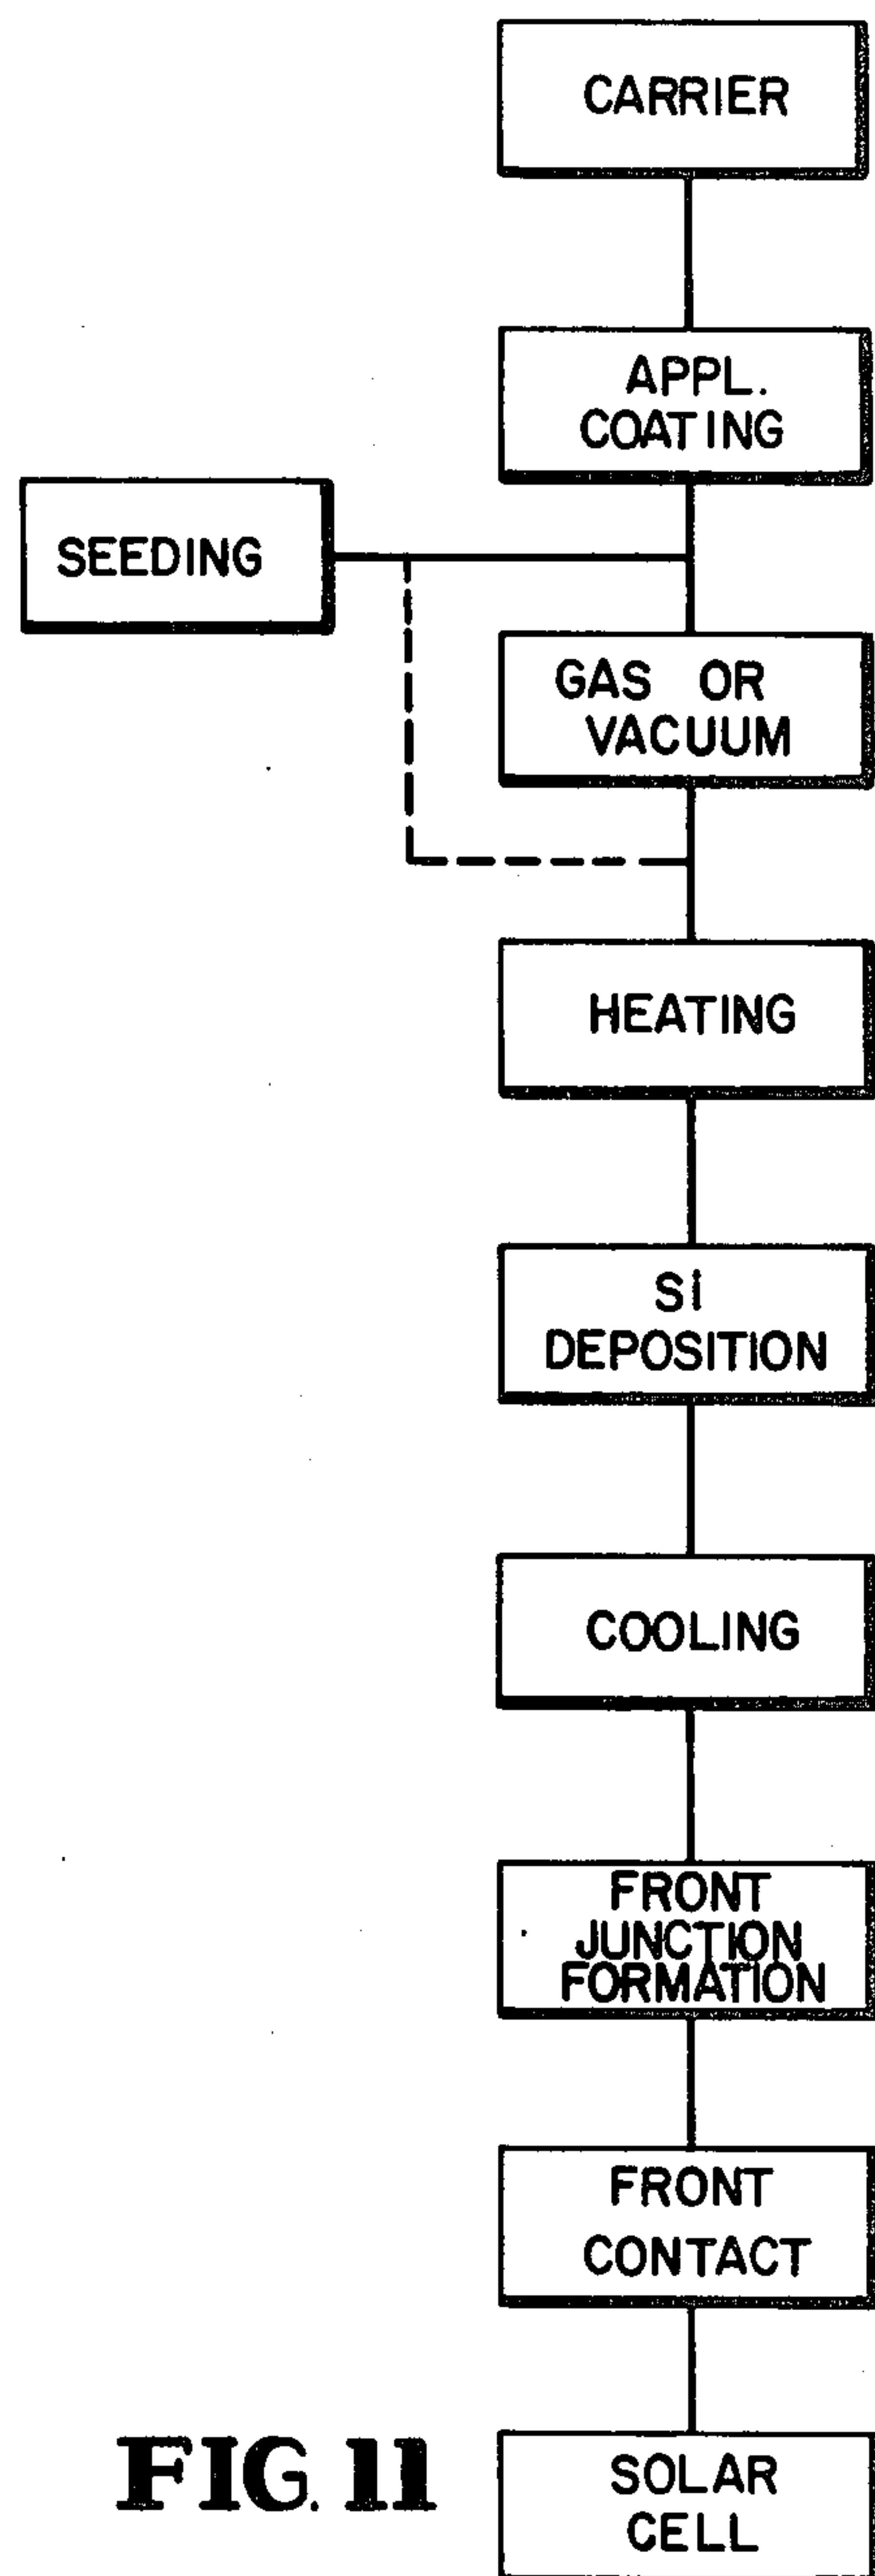 CARRIER
APPL.
COATING
SEEDING
GAS OR
VACUUM
HEATING
Si
DEPOSITION
COOLING
FRONT
JUNCTION
FORMATION
FRONT
CONTACT
SOLAR
CELL
FIG. 11